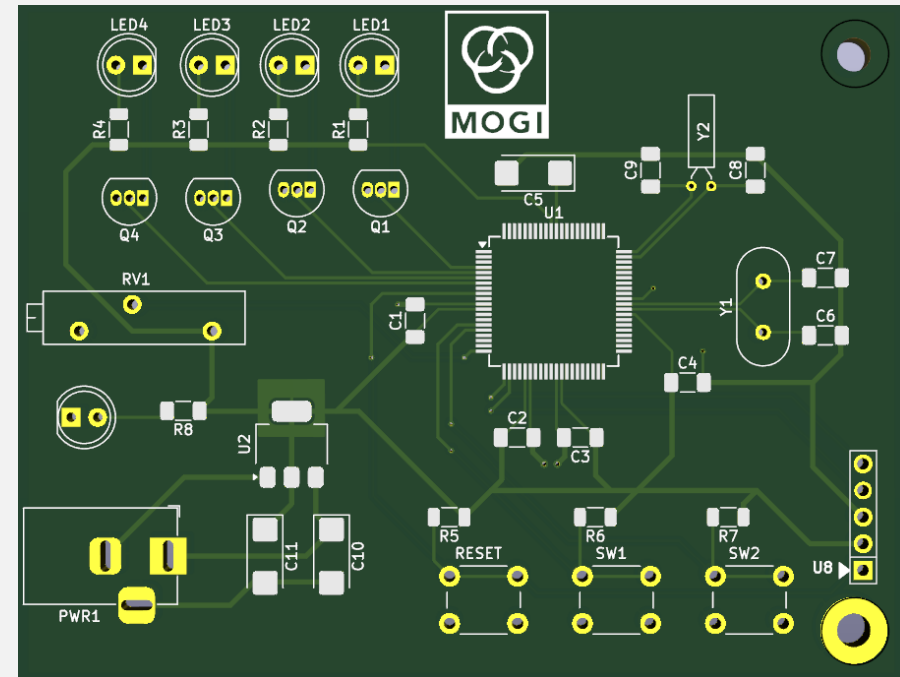 LED4
LED3
LED2
LED1
MOGI
R4
R3
R2
R1
Y2
C9
C8
C5
U1
Q4
Q3
Q2
Q1
RV1
C7
C1
Y1
C6
C4
R8
U2
C2
C3
R5
R6
R7
C11
C10
RESET
SW1
SW2
U8
PWR1